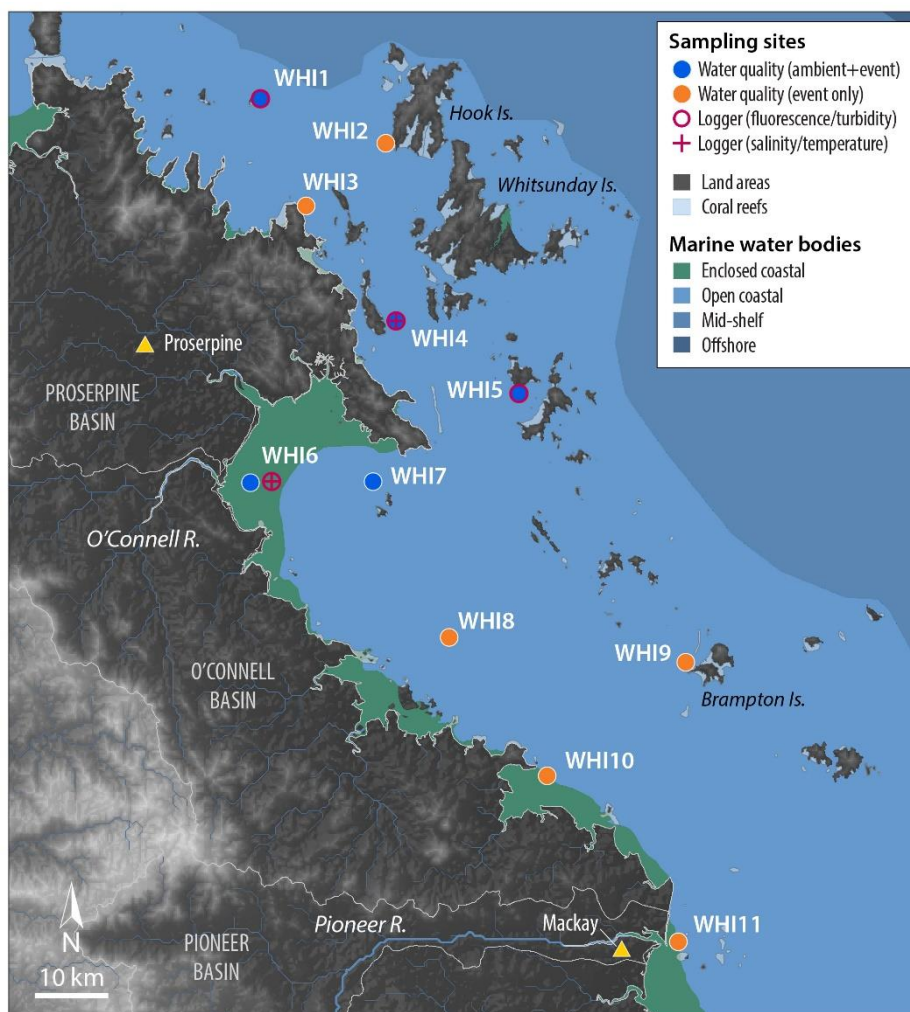 WHI1
WHI2
Hook Is.
WHI3
Whitsunday Is.
WHI4
Proserpine
PROSERPINE
BASIN
WHI5
WHI6
WHI7
O'Connell R.
WHI8
WHI9
O'CONNELL
BASIN
Brampton Is.
WHI10
Pioneer R.
Mackay
WHI11
PIONEER
BASIN
N
10 km
Sampling sites
Water quality (ambient+event)
Water quality (event only)
Logger (fluorescence/turbidity)
Logger (salinity/temperature)
Land areas
Coral reefs
Marine water bodies
Enclosed coastal
Open coastal
Mid-shelf
Offshore